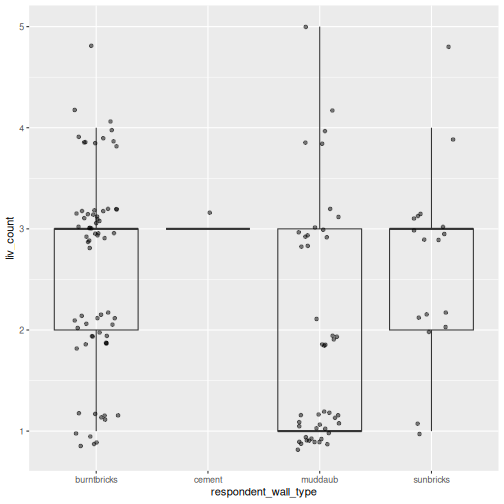 5
4
3
2
1
liv_count
burntbricks cement muddaub sunbricks
respondent_wall_type